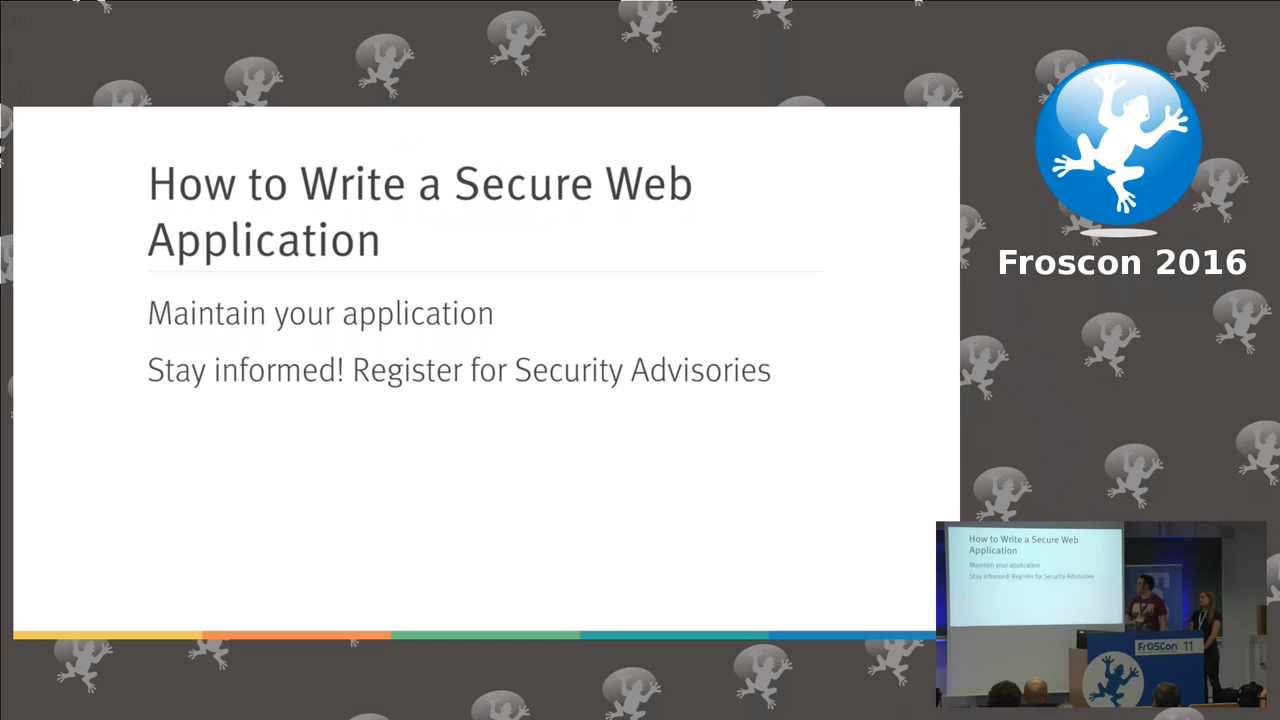 How to Write a Secure Web
Application
Maintain your application
Stay informed! Register for Security Advisories
Froscon 2016
How to Write a Secure Web
Application
Maintain your application
Stay informed! Register for Security Advisories
FrOSCon 11